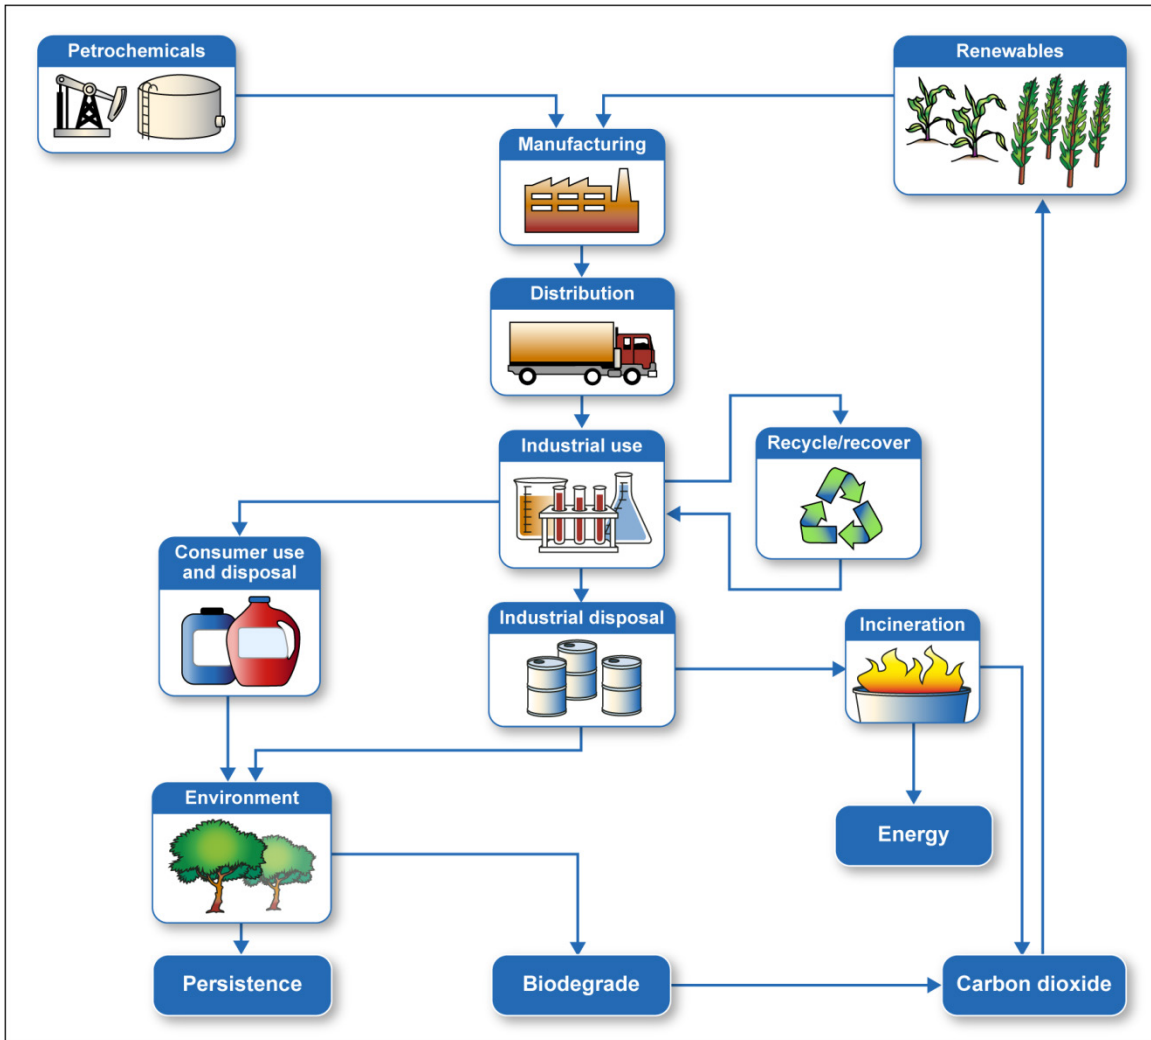 Petrochemicals
Renewables
Manufacturing
Distribution
Industrial use
Recycle/recover
Consumer use
and disposal
Industrial disposal
Incineration
Environment
Energy
Persistence
Biodegrade
Carbon dioxide